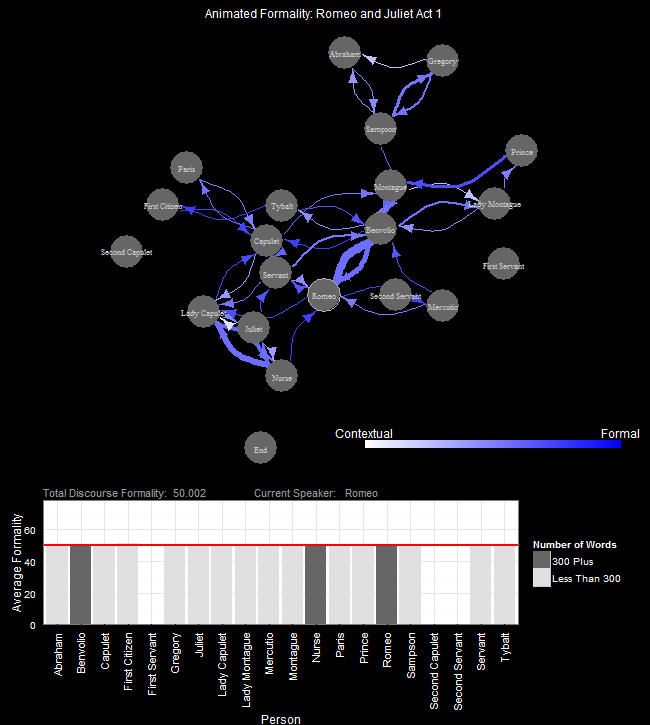 Animated Formality: Romeo and Juliet Act 1
Abraham
Gregory
Sampson
Prince
Paris
Montague
First Citizen
Tybalt
Lady Montague
Benvolio
Capulet
Second Capulet
First Servant
Servant
Romeo
Second Servant
Mercutio
Lady Capulet
Juliet
Nurse
End
Contextual Formal
Total Discourse Formality: 50.002 Current Speaker: Romeo
Average Formality
60
40
20
0
Number of Words
300 Plus
Less Than 300
Abraham
Benvolio
Capulet
First Citizen
First Servant
Gregory
Juliet
Lady Capulet
Lady Montague
Mercutio
Montague
Nurse
Paris
Prince
Romeo
Sampson
Second Capulet
Second Servant
Servant
Tybalt
Person